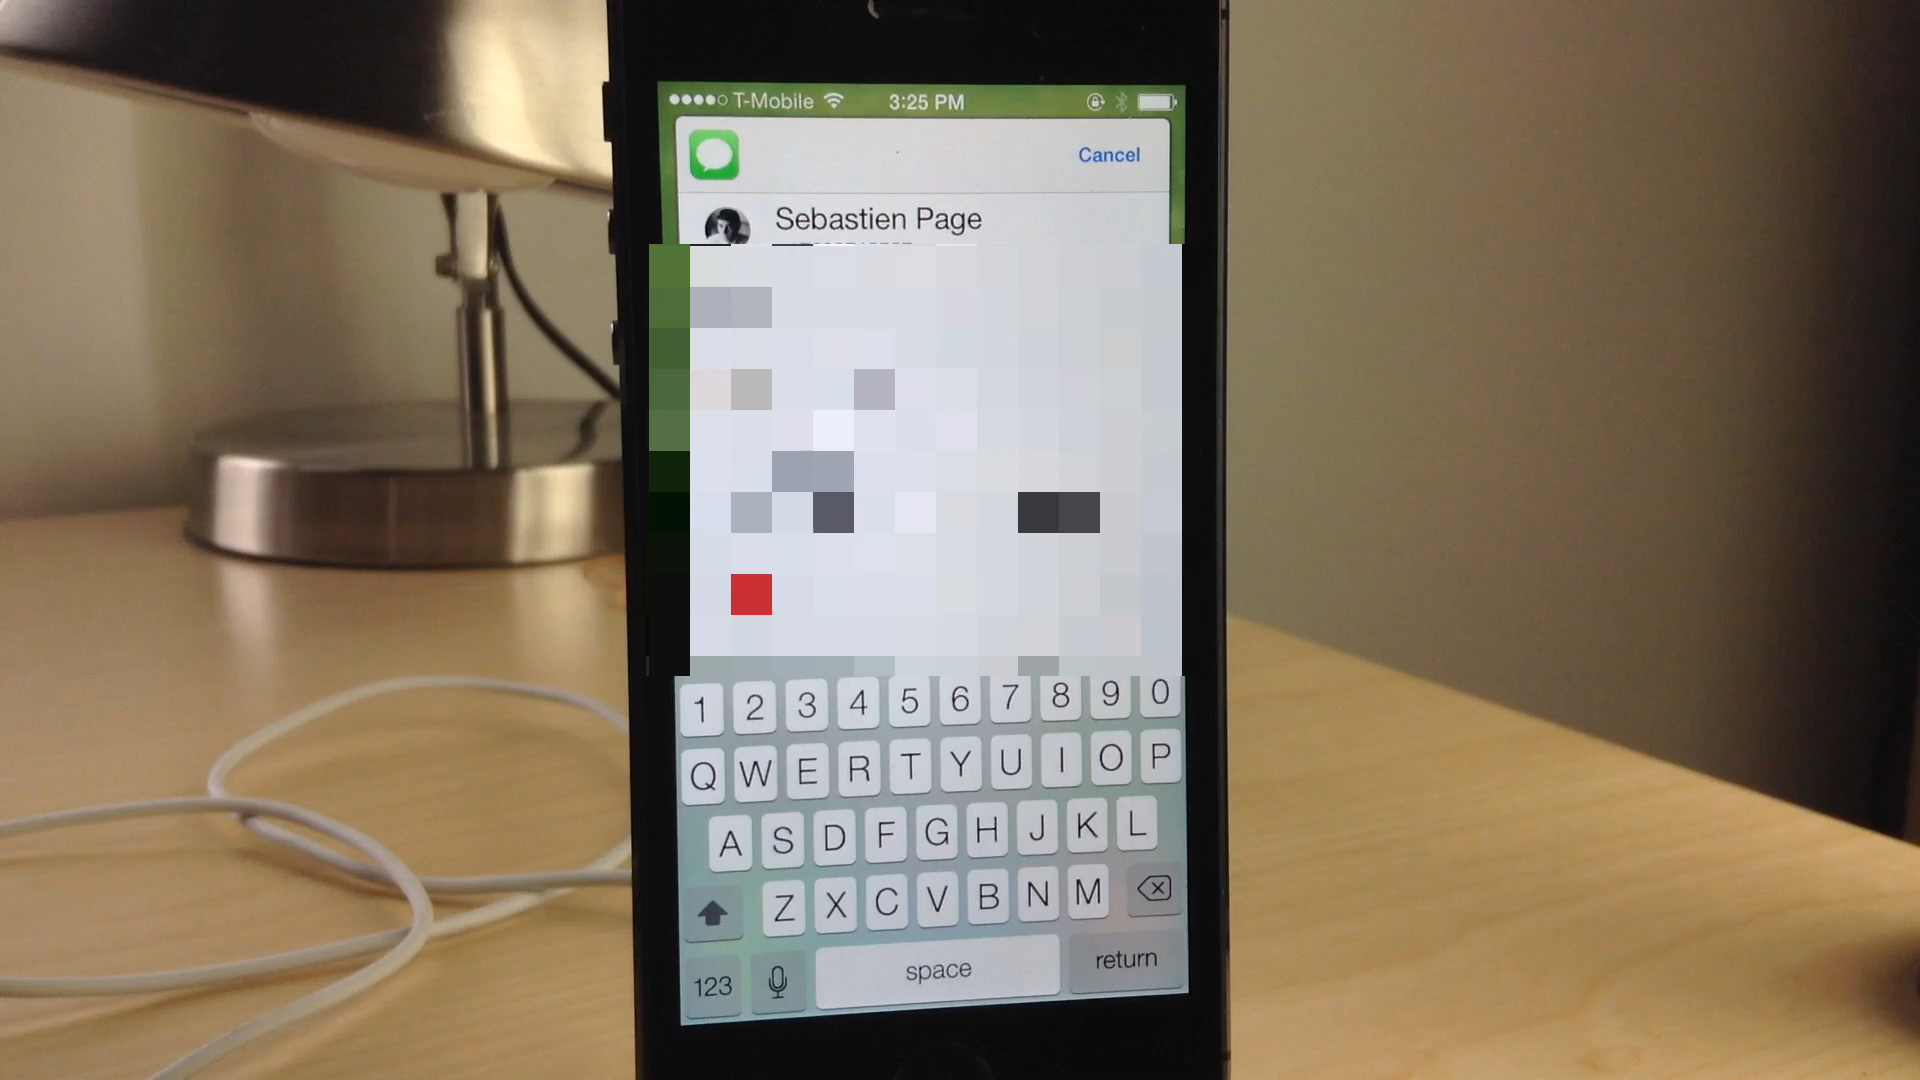 T-Mobile 3:25 PM
Cancel
Sebastien Page
1 2 3 4 5 6 7 8 9 0
Q W E R T Y U I O P
A S D F G H J K L
Z X C V B N M
123 space return